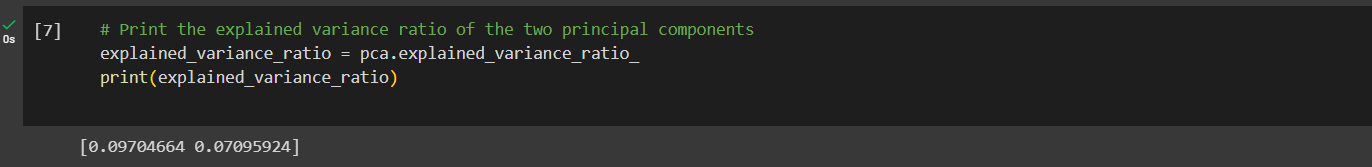 [7] # Print the explained variance ratio of the two principal components
0s explained_variance_ratio = pca.explained_variance_ratio_
print(explained_variance_ratio)
[0.09704664 0.07095924]